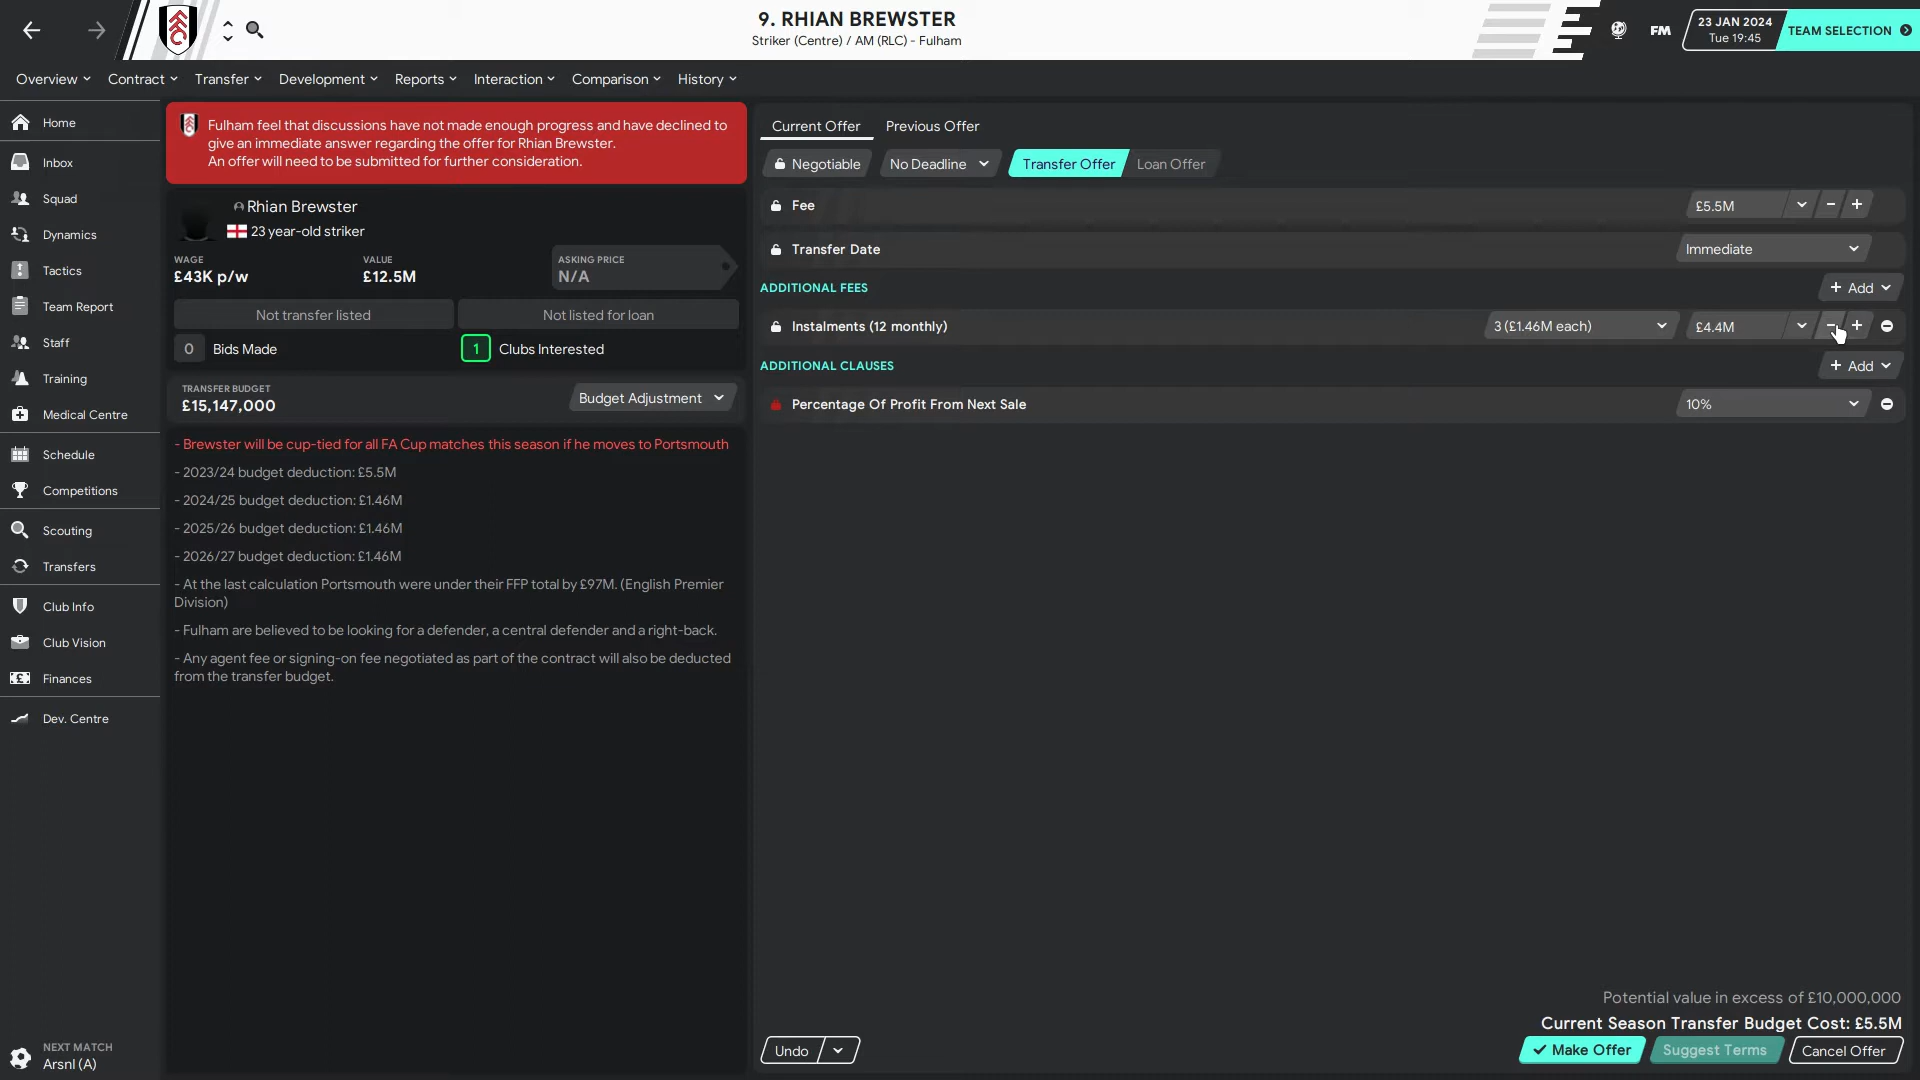 9. RHIAN BREWSTER
Striker (Centre) / AM (RLC) - Fulham
FM
23 JAN 2024
Tue 19:45
TEAM SELECTION
Overview
Contract
Transfer
Development
Reports
Interaction
Comparison
History
Home
Inbox
Squad
Dynamics
Tactics
Team Report
Staff
Training
Medical Centre
Schedule
Competitions
Scouting
Transfers
Club Info
Club Vision
Finances
Dev. Centre
NEXT MATCH
Arsnl (A)
Fulham feel that discussions have not made enough progress and have declined to
give an immediate answer regarding the offer for Rhian Brewster.
An offer will need to be submitted for further consideration.
Rhian Brewster
23 year-old striker
WAGE
£43K p/w
VALUE
£12.5M
ASKING PRICE
N/A
Not transfer listed
Not listed for loan
0 Bids Made
1 Clubs Interested
TRANSFER BUDGET
£15,147,000
Budget Adjustment
- Brewster will be cup-tied for all FA Cup matches this season if he moves to Portsmouth
- 2023/24 budget deduction: £5.5M
- 2024/25 budget deduction: £1.46M
- 2025/26 budget deduction: £1.46M
- 2026/27 budget deduction: £1.46M
- At the last calculation Portsmouth were under their FFP total by £97M. (English Premier
Division)
- Fulham are believed to be looking for a defender, a central defender and a right-back.
- Any agent fee or signing-on fee negotiated as part of the contract will also be deducted
from the transfer budget.
Current Offer
Previous Offer
Negotiable
No Deadline
Transfer Offer
Loan Offer
Fee
£5.5M
Transfer Date
Immediate
ADDITIONAL FEES
+ Add
Instalments (12 monthly)
3 (£1.46M each)
£4.4M
ADDITIONAL CLAUSES
+ Add
Percentage Of Profit From Next Sale
10%
Potential value in excess of £10,000,000
Current Season Transfer Budget Cost: £5.5M
Undo
Make Offer
Suggest Terms
Cancel Offer